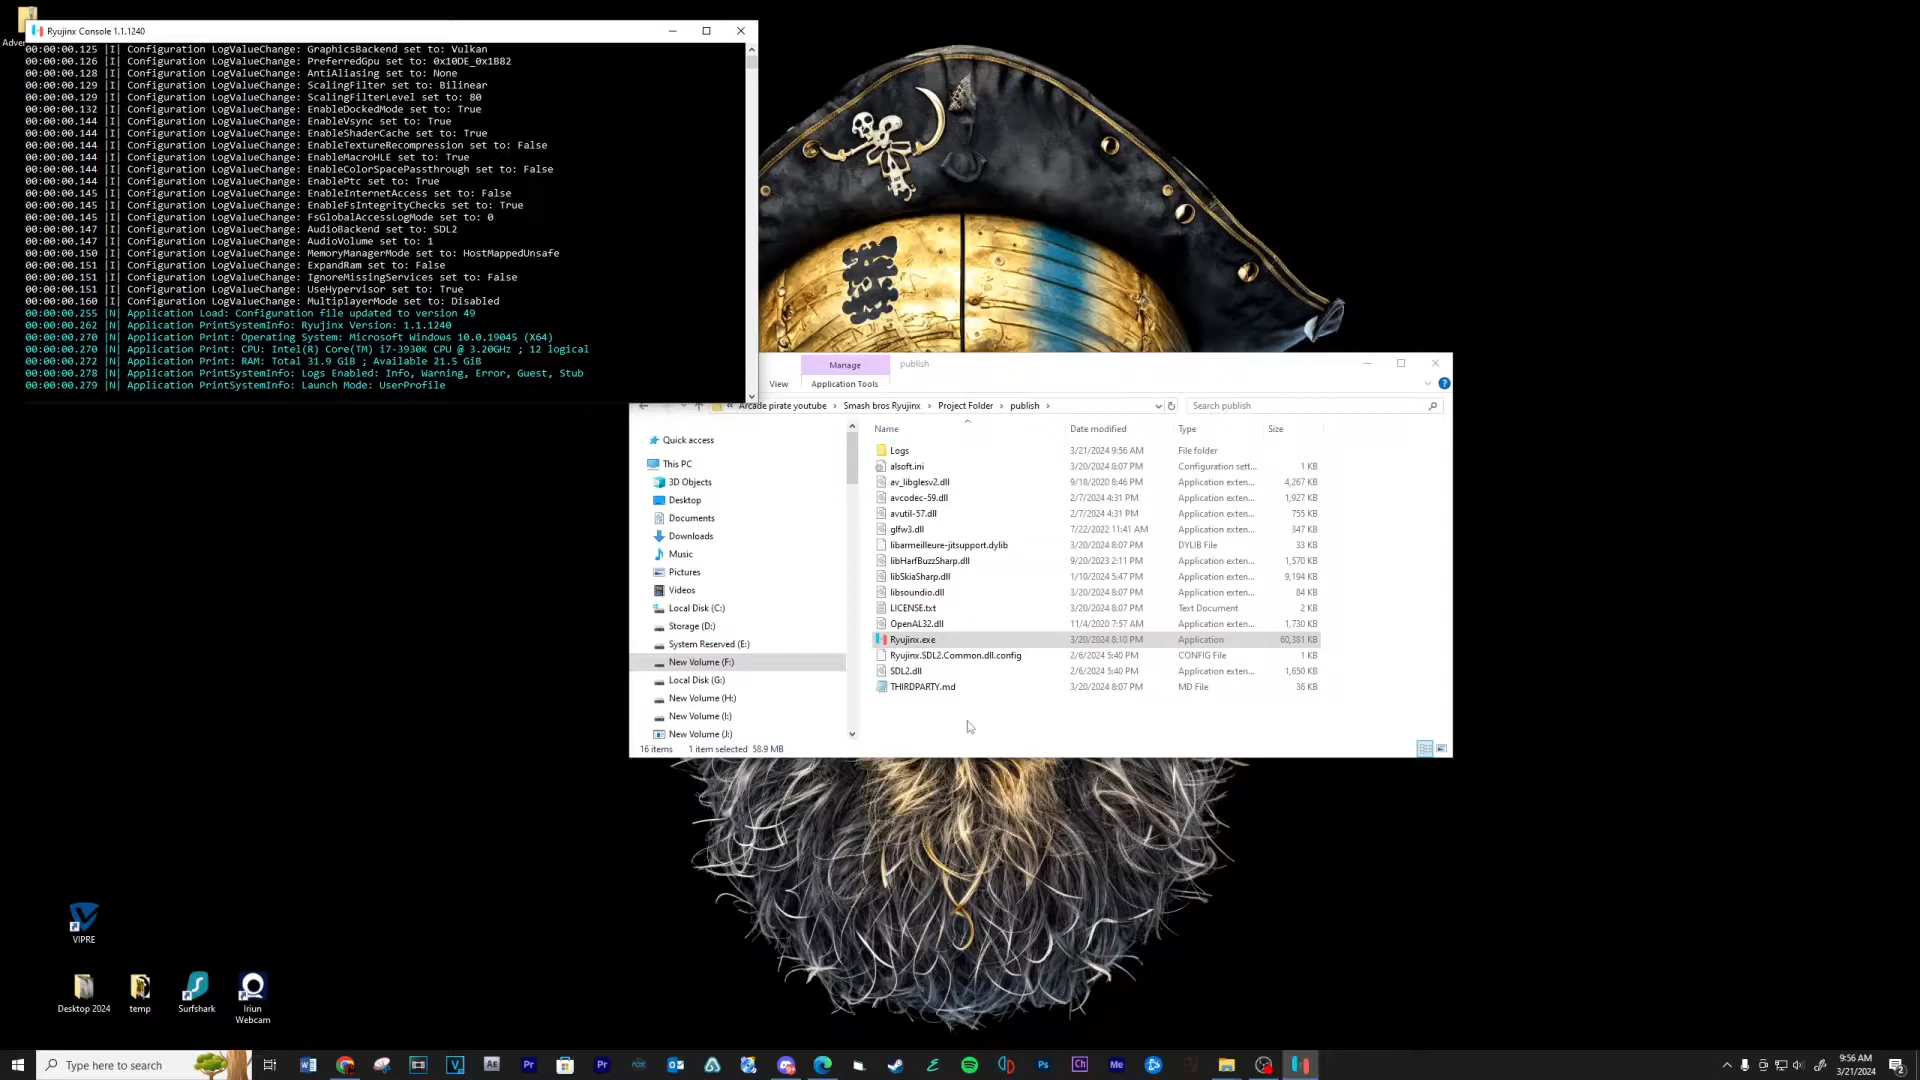 Ryujinx Console 1.1.1240
00:00:00.125 |I| Configuration LogValueChange: GraphicsBackend set to: Vulkan
00:00:00.126 |I| Configuration LogValueChange: PreferredGpu set to: 0x10DE_0x1B82
00:00:00.128 |I| Configuration LogValueChange: AntiAliasing set to: None
00:00:00.129 |I| Configuration LogValueChange: ScalingFilter set to: Bilinear
00:00:00.129 |I| Configuration LogValueChange: ScalingFilterLevel set to: 80
00:00:00.132 |I| Configuration LogValueChange: EnableDockedMode set to: True
00:00:00.144 |I| Configuration LogValueChange: EnableVsync set to: True
00:00:00.144 |I| Configuration LogValueChange: EnableShaderCache set to: True
00:00:00.144 |I| Configuration LogValueChange: EnableTextureRecompression set to: False
00:00:00.144 |I| Configuration LogValueChange: EnableMacroHLE set to: True
00:00:00.144 |I| Configuration LogValueChange: EnableColorSpacePassthrough set to: False
00:00:00.144 |I| Configuration LogValueChange: EnablePtc set to: True
00:00:00.145 |I| Configuration LogValueChange: EnableInternetAccess set to: False
00:00:00.145 |I| Configuration LogValueChange: EnableFsIntegrityChecks set to: True
00:00:00.145 |I| Configuration LogValueChange: FsGlobalAccessLogMode set to: 0
00:00:00.147 |I| Configuration LogValueChange: AudioBackend set to: SDL2
00:00:00.147 |I| Configuration LogValueChange: AudioVolume set to: 1
00:00:00.150 |I| Configuration LogValueChange: MemoryManagerMode set to: HostMappedUnsafe
00:00:00.151 |I| Configuration LogValueChange: ExpandRam set to: False
00:00:00.151 |I| Configuration LogValueChange: IgnoreMissingServices set to: False
00:00:00.151 |I| Configuration LogValueChange: UseHypervisor set to: True
00:00:00.160 |I| Configuration LogValueChange: MultiplayerMode set to: Disabled
00:00:00.255 |N| Application Load: Configuration file updated to version 49
00:00:00.262 |N| Application PrintSystemInfo: Ryujinx Version: 1.1.1240
00:00:00.270 |N| Application Print: Operating System: Microsoft Windows 10.0.19045 (X64)
00:00:00.270 |N| Application Print: CPU: Intel(R) Core(TM) i7-3930K CPU @ 3.20GHz ; 12 logical
00:00:00.272 |N| Application Print: RAM: Total 31.9 GiB ; Available 21.5 GiB
00:00:00.278 |N| Application PrintSystemInfo: Logs Enabled: Info, Warning, Error, Guest, Stub
00:00:00.279 |N| Application PrintSystemInfo: Launch Mode: UserProfile
Manage publish
View Application Tools
« Arcade pirate youtube › Smash bros Ryujinx › Project Folder › publish › Search publish
Name Date modified Type Size
Quick access
This PC
3D Objects
Desktop
Documents
Downloads
Music
Pictures
Videos
Local Disk (C:)
Storage (D:)
System Reserved (E:)
New Volume (F:)
Local Disk (G:)
New Volume (H:)
New Volume (I:)
New Volume (J:)
Logs 3/21/2024 9:56 AM File folder
alsoft.ini 3/20/2024 8:07 PM Configuration sett... 1 KB
av_libglesv2.dll 9/18/2020 8:46 PM Application exten... 4,267 KB
avcodec-59.dll 2/7/2024 4:31 PM Application exten... 1,927 KB
avutil-57.dll 2/7/2024 4:31 PM Application exten... 755 KB
glfw3.dll 7/22/2022 11:41 AM Application exten... 347 KB
libarmeilleure-jitsupport.dylib 3/20/2024 8:07 PM DYLIB File 33 KB
libHarfBuzzSharp.dll 9/20/2023 2:11 PM Application exten... 1,570 KB
libSkiaSharp.dll 1/10/2024 5:47 PM Application exten... 9,194 KB
libsoundio.dll 3/20/2024 8:07 PM Application exten... 84 KB
LICENSE.txt 3/20/2024 8:07 PM Text Document 2 KB
OpenAL32.dll 11/4/2020 7:57 AM Application exten... 1,730 KB
Ryujinx.exe 3/20/2024 8:10 PM Application 60,381 KB
Ryujinx.SDL2.Common.dll.config 2/6/2024 5:40 PM CONFIG File 1 KB
SDL2.dll 2/6/2024 5:40 PM Application exten... 1,650 KB
THIRDPARTY.md 3/20/2024 8:07 PM MD File 36 KB
16 items 1 item selected 58.9 MB
VIPRE
Desktop 2024
temp
Surfshark
Iriun
Webcam
Type here to search
9:56 AM
3/21/2024